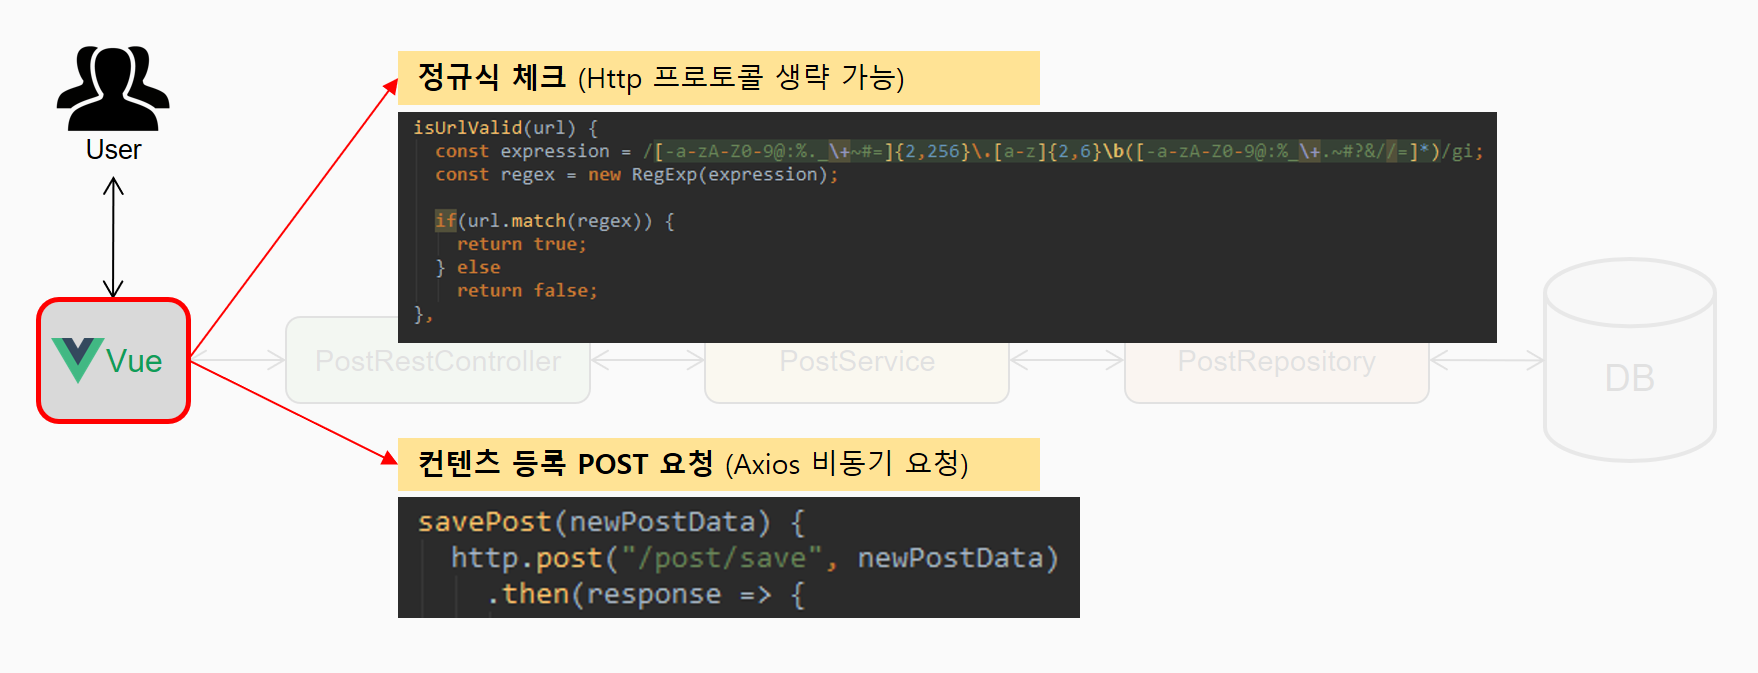 User
Vue
정규식 체크 (Http 프로토콜 생략 가능)
isUrlValid(url) {
const expression = /[-a-zA-Z0-9@:%._\+~#=]{2,256}\.[a-z]{2,6}\b([-a-zA-Z0-9@:%_\+.~#?&//=]*)/gi;
const regex = new RegExp(expression);
if(url.match(regex)) {
return true;
} else
return false;
},
PostRestController
PostService
PostRepository
DB
컨텐츠 등록 POST 요청 (Axios 비동기 요청)
savePost(newPostData) {
http.post("/post/save", newPostData)
.then(response => {